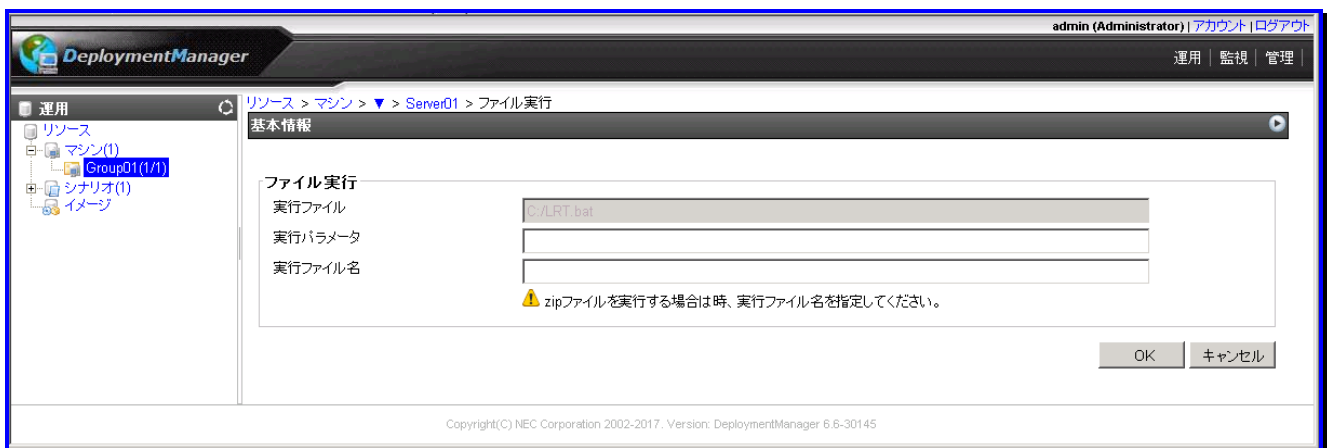 admin (Administrator) | アカウント | ログアウト
DeploymentManager
運用 | 監視 | 管理 |
運用
リソース > マシン > ▼ > Server01 > ファイル実行
リソース
基本情報
マシン(1)
Group01(1/1)
シナリオ(1)
イメージ
ファイル実行
実行ファイル
C:/LRT.bat
実行パラメータ
実行ファイル名
zipファイルを実行する場合は時、実行ファイル名を指定してください。
OK
キャンセル
Copyright(C) NEC Corporation 2002-2017. Version: DeploymentManager 6.6-30145